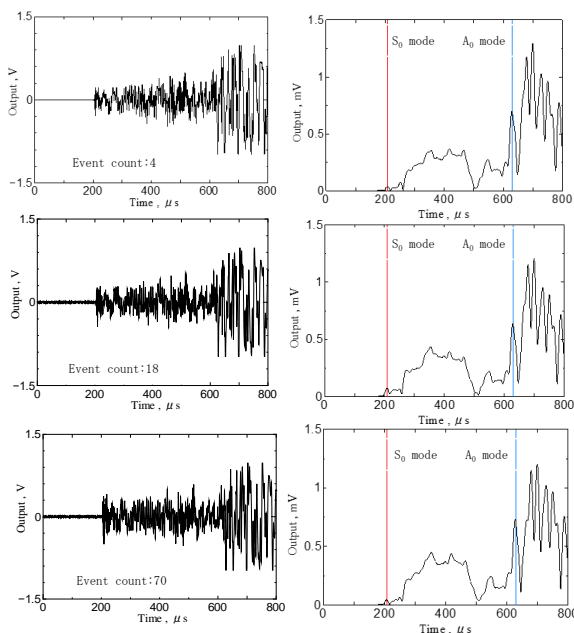 1.5
Output , V
0
Event count:4
−1.5
0 200 400 600 800
Time , μ s
1.5
S0 mode A0 mode
Output , mV
1
0.5
0
0 200 400 600 800
Time , μ s
1.5
Output , V
0
Event count:18
−1.5
0 200 400 600 800
Time , μ s
1.5
S0 mode A0 mode
Output , mV
1
0.5
0
0 200 400 600 800
Time , μ s
1.5
Output , V
0
Event count:70
−1.5
0 200 400 600 800
Time , μ s
1.5
S0 mode A0 mode
Output , mV
1
0.5
0
0 200 400 600 800
Time , μ s